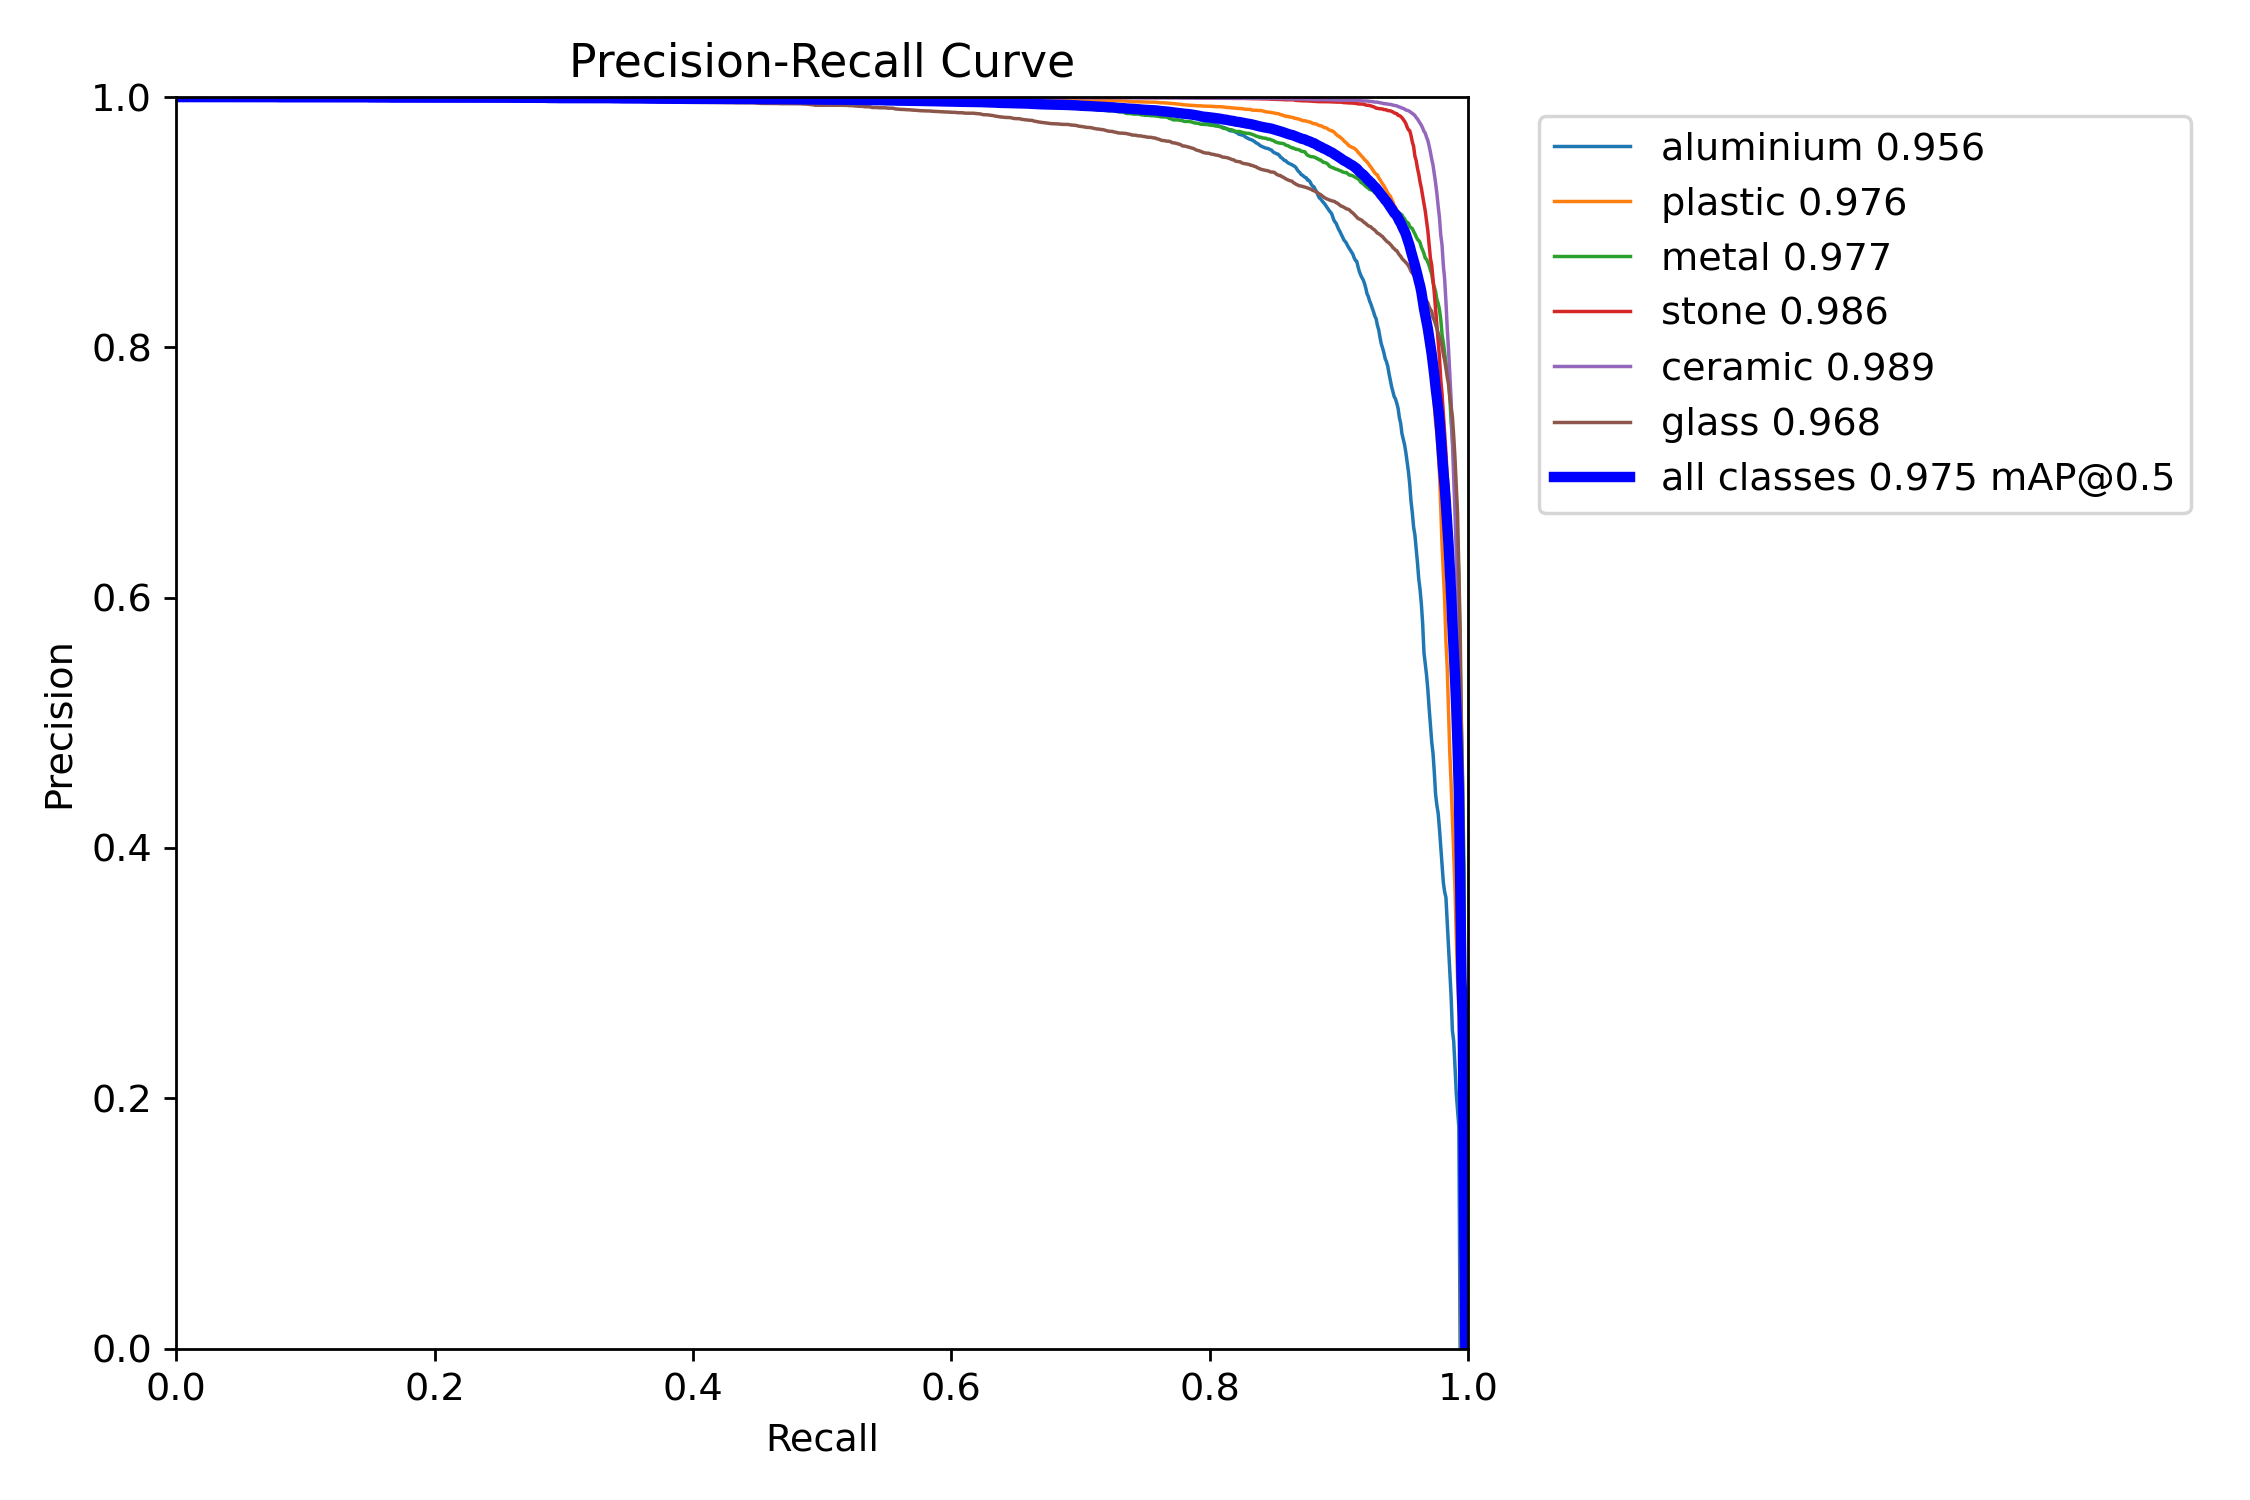 Precision-Recall Curve
1.0
0.8
0.6
0.4
0.2
0.0
Precision
0.0 0.2 0.4 0.6 0.8 1.0
Recall
aluminium 0.956
plastic 0.976
metal 0.977
stone 0.986
ceramic 0.989
glass 0.968
all classes 0.975 mAP@0.5